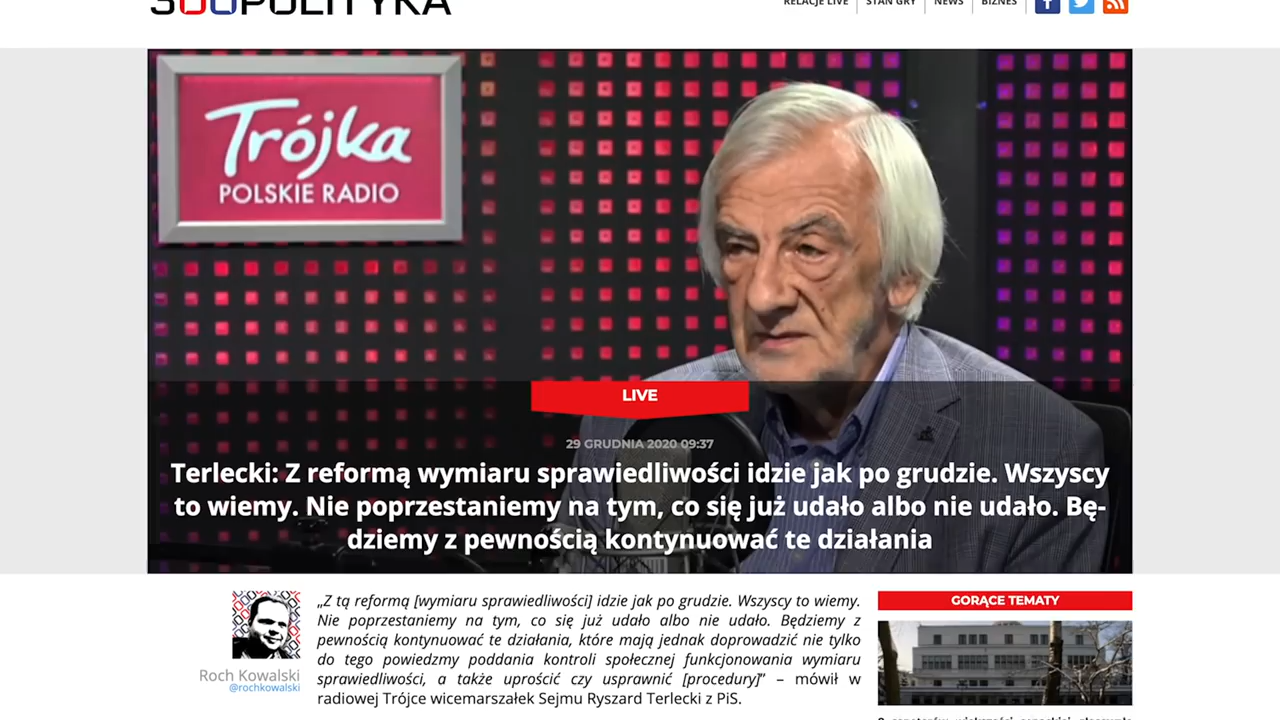 300POLITYKA
RELACJE LIVE
STAN GRY
NEWS
BIZNES
Trójka
POLSKIE RADIO
LIVE
29 GRUDNIA 2020 09:37
Terlecki: Z reformą wymiaru sprawiedliwości idzie jak po grudzie. Wszyscy
to wiemy. Nie poprzestaniemy na tym, co się już udało albo nie udało. Bę-
dziemy z pewnością kontynuować te działania
„Z tą reformą [wymiaru sprawiedliwości] idzie jak po grudzie. Wszyscy to wiemy.
Nie poprzestaniemy na tym, co się już udało albo nie udało. Będziemy z
pewnością kontynuować te działania, które mają jednak doprowadzić nie tylko
do tego powiedzmy poddania kontroli społecznej funkcjonowania wymiaru
sprawiedliwości, a także uprościć czy usprawnić [procedury]” – mówił w
radiowej Trójce wicemarszałek Sejmu Ryszard Terlecki z PiS.
Roch Kowalski
@rochkowalski
GORĄCE TEMATY